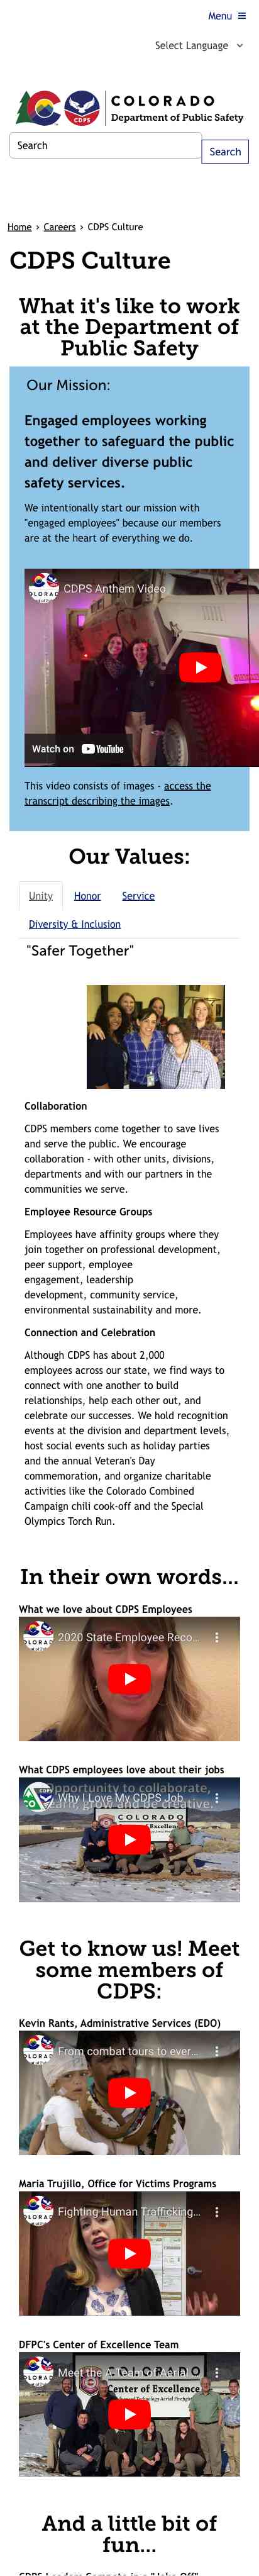 Menu
Select Language
COLORADO
Department of Public Safety
CDPS
Search
Search
Home › Careers › CDPS Culture
CDPS Culture
What it's like to work
at the Department of
Public Safety
Our Mission:
Engaged employees working
together to safeguard the public
and deliver diverse public
safety services.
We intentionally start our mission with
"engaged employees" because our members
are at the heart of everything we do.
CDPS Anthem Video
Watch on YouTube
This video consists of images - access the
transcript describing the images.
Our Values:
Unity
Honor
Service
Diversity & Inclusion
"Safer Together"
Collaboration
CDPS members come together to save lives
and serve the public. We encourage
collaboration - with other units, divisions,
departments and with our partners in the
communities we serve.
Employee Resource Groups
Employees have affinity groups where they
join together on professional development,
peer support, employee
engagement, leadership
development, community service,
environmental sustainability and more.
Connection and Celebration
Although CDPS has about 2,000
employees across our state, we find ways to
connect with one another to build
relationships, help each other out, and
celebrate our successes. We hold recognition
events at the division and department levels,
host social events such as holiday parties
and the annual Veteran's Day
commemoration, and organize charitable
activities like the Colorado Combined
Campaign chili cook-off and the Special
Olympics Torch Run.
In their own words...
What we love about CDPS Employees
2020 State Employee Reco...
What CDPS employees love about their jobs
Opportunity to collaborate,
Why I Love My CDPS Job
grow and be creative.
COLORADO
Get to know us! Meet
some members of
CDPS:
Kevin Rants, Administrative Services (EDO)
From combat tours to ever...
Maria Trujillo, Office for Victims Programs
Fighting Human Trafficking...
DFPC's Center of Excellence Team
COLORADO
Meet the A-Team of Aerial
Center of Excellence
And a little bit of
fun...